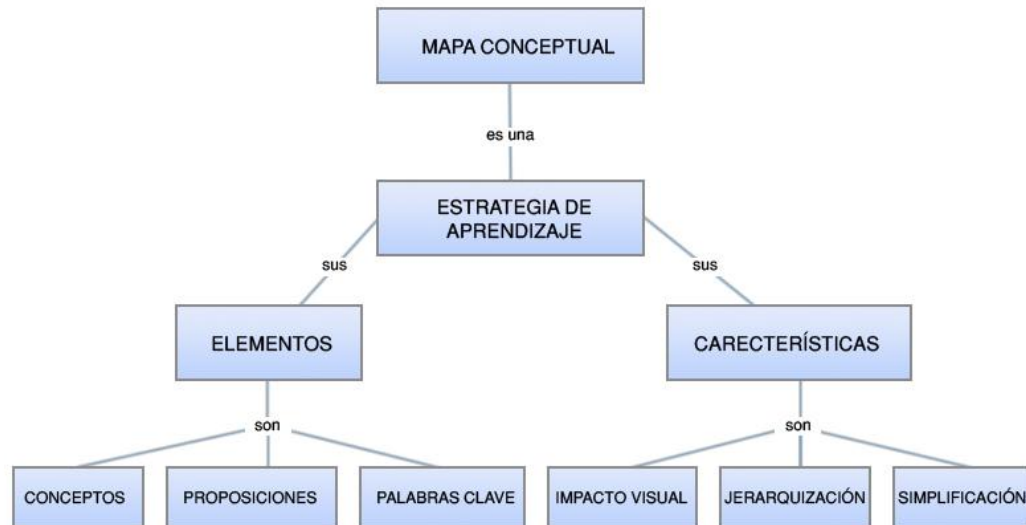 MAPA CONCEPTUAL
es una
ESTRATEGIA DE
APRENDIZAJE
sus
sus
ELEMENTOS
CARECTERÍSTICAS
son
son
CONCEPTOS
PROPOSICIONES
PALABRAS CLAVE
IMPACTO VISUAL
JERARQUIZACIÓN
SIMPLIFICACIÓN